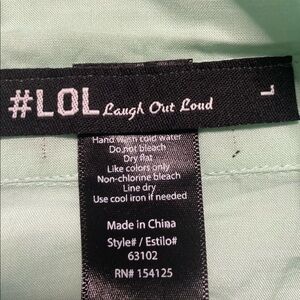 #LOL Laugh Out Loud L
Hand wash cold water
Do not bleach
Dry flat
Like colors only
Non-chlorine bleach
Line dry
Use cool iron if needed
Made in China
Style# / Estilo#
63102
RN# 154125